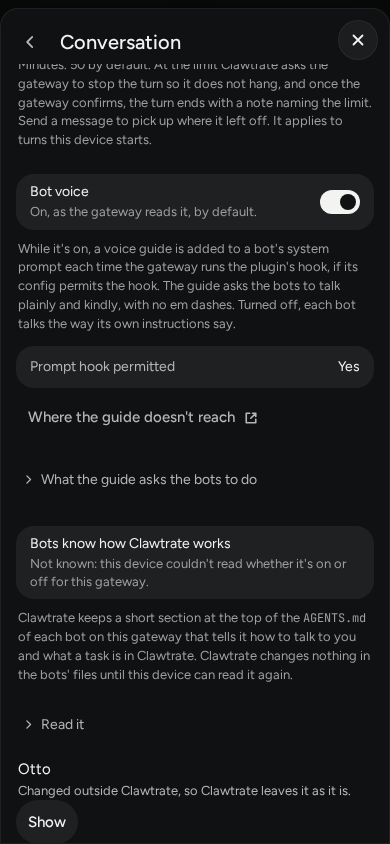 Conversation
Minutes. 50 by default. At the limit Clawtrate asks the
gateway to stop the turn so it does not hang, and once the
gateway confirms, the turn ends with a note naming the limit.
Send a message to pick up where it left off. It applies to
turns this device starts.
Bot voice
On, as the gateway reads it, by default.
While it's on, a voice guide is added to a bot's system
prompt each time the gateway runs the plugin's hook, if its
config permits the hook. The guide asks the bots to talk
plainly and kindly, with no em dashes. Turned off, each bot
talks the way its own instructions say.
Prompt hook permitted Yes
Where the guide doesn't reach
What the guide asks the bots to do
Bots know how Clawtrate works
Not known: this device couldn't read whether it's on or
off for this gateway.
Clawtrate keeps a short section at the top of the AGENTS.md
of each bot on this gateway that tells it how to talk to you
and what a task is in Clawtrate. Clawtrate changes nothing in
the bots' files until this device can read it again.
Read it
Otto
Changed outside Clawtrate, so Clawtrate leaves it as it is.
Show